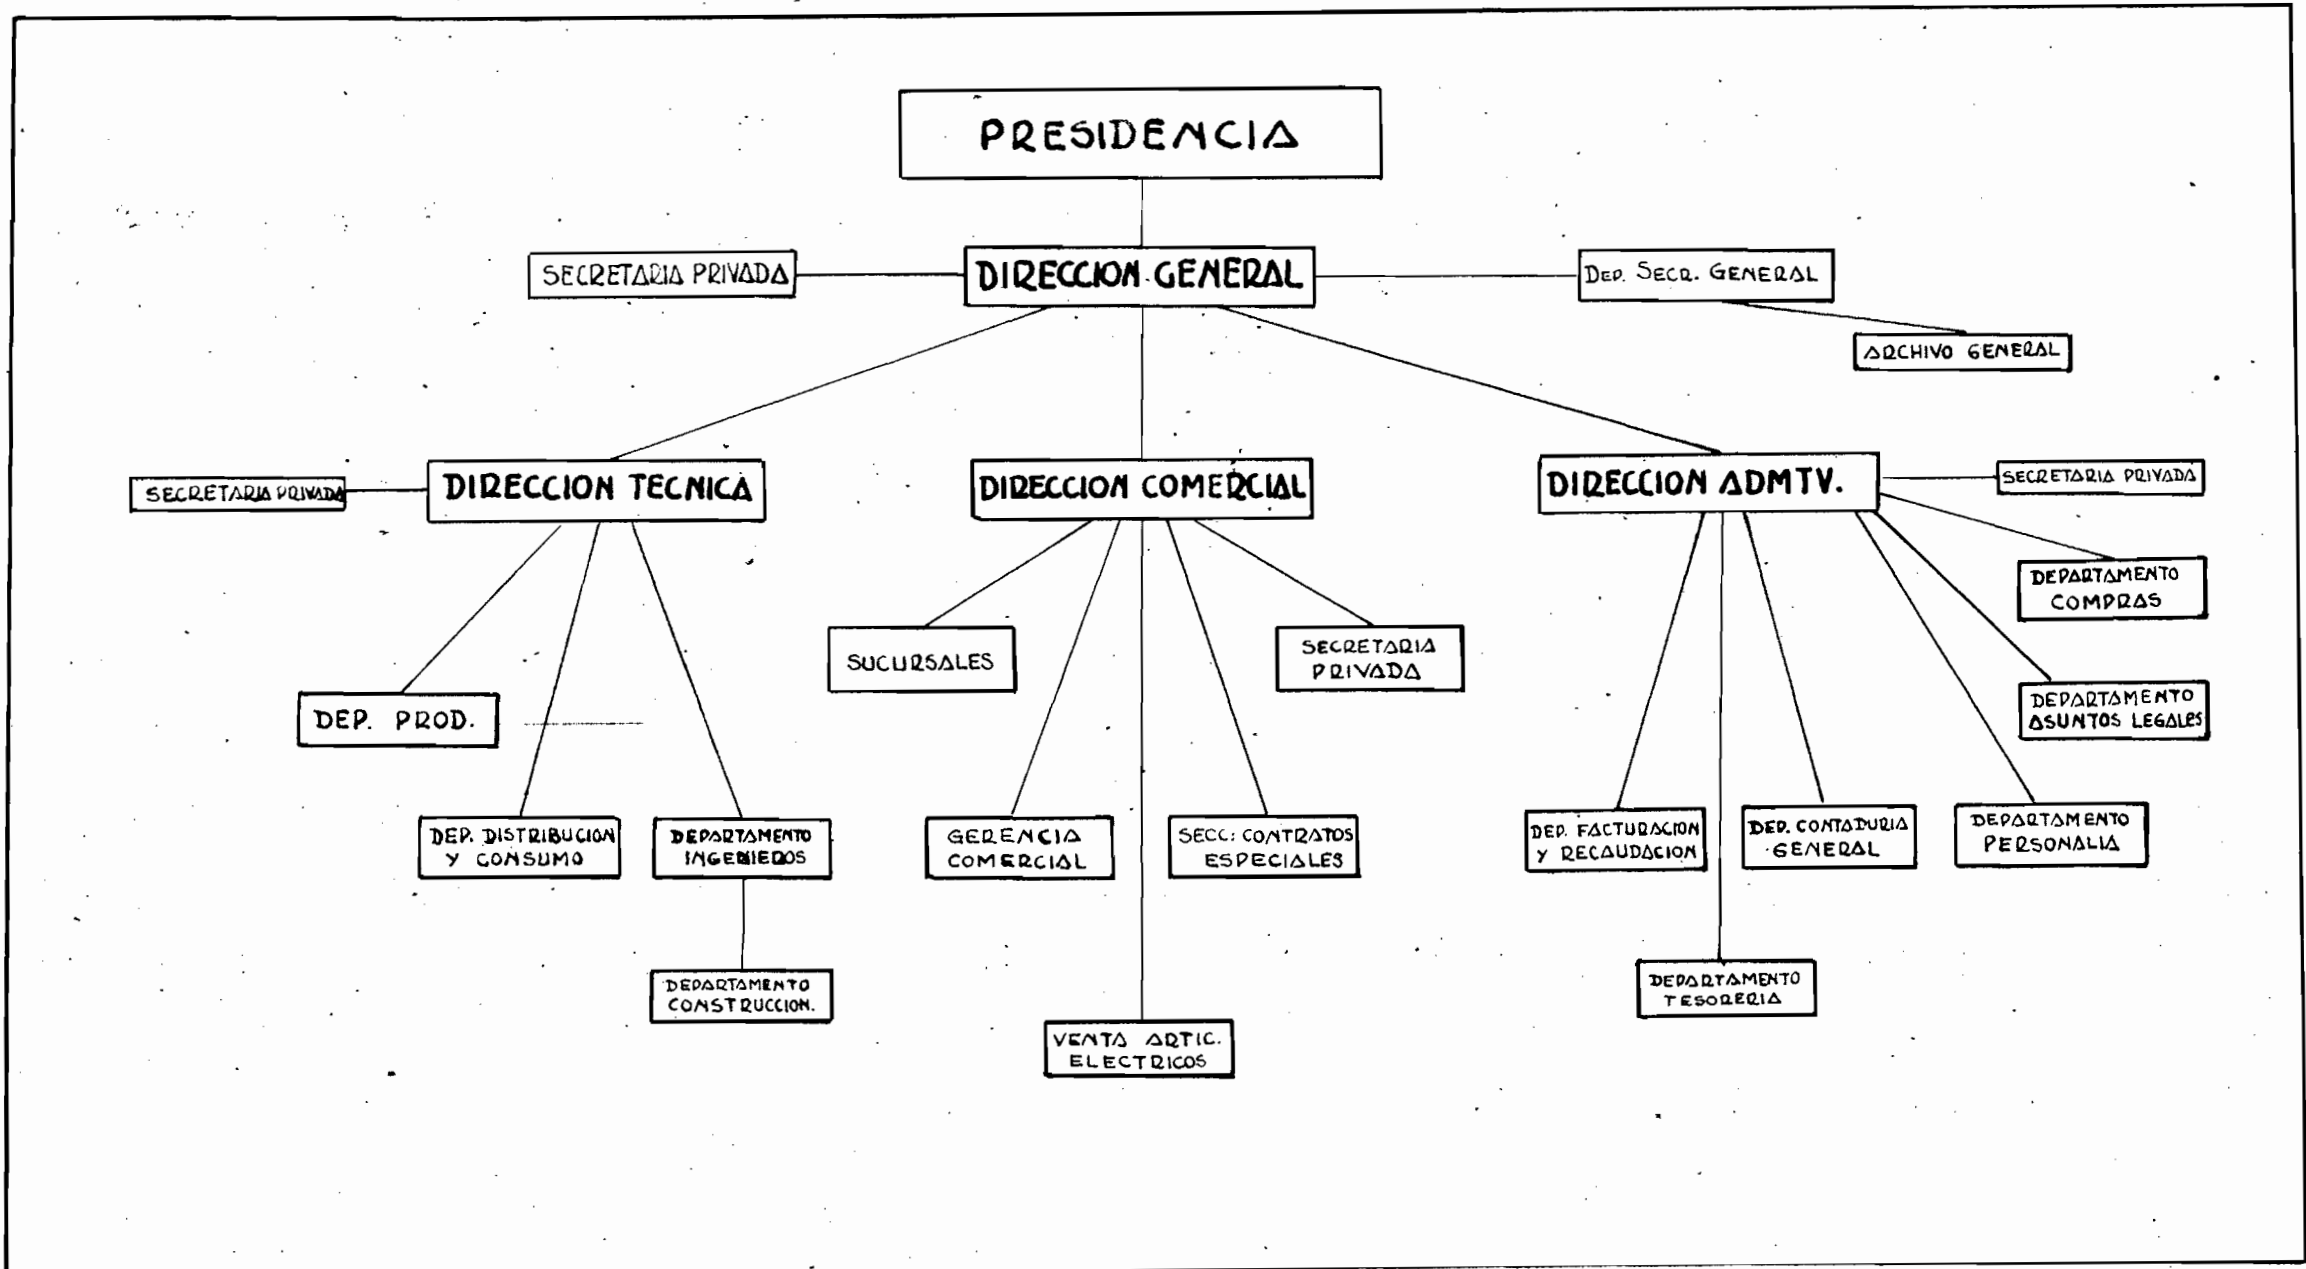 PRESIDENCIA
SECRETARIA PRIVADA
DIRECCION GENERAL
DEP. SECR. GENERAL
ARCHIVO GENERAL
SECRETARIA PRIVADA
DIRECCION TECNICA
DIRECCION COMERCIAL
DIRECCION ADMTV.
SECRETARIA PRIVADA
DEPARTAMENTO
COMPRAS
SUCURSALES
SECRETARIA
PRIVADA
DEPARTAMENTO
ASUNTOS LEGALES
DEP. PROD.
DEP. DISTRIBUCION
Y CONSUMO
DEPARTAMENTO
INGENIEROS
GERENCIA
COMERCIAL
SECC: CONTRATOS
ESPECIALES
DEP. FACTURACION
Y RECAUDACION
DEP. CONTADURIA
GENERAL
DEPARTAMENTO
PERSONALIA
DEPARTAMENTO
CONSTRUCCION.
DEPARTAMENTO
TESORERIA
VENTA ARTIC.
ELECTRICOS